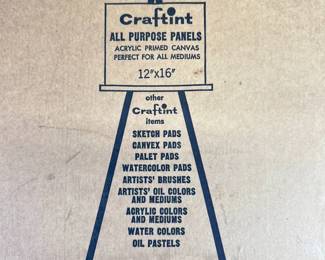 Craftint
ALL PURPOSE PANELS
ACRYLIC PRIMED CANVAS
PERFECT FOR ALL MEDIUMS
12"x16"
other
Craftint
items
SKETCH PADS
CANVEX PADS
PALET PADS
WATERCOLOR PADS
ARTISTS' BRUSHES
ARTISTS' OIL COLORS
AND MEDIUMS
ACRYLIC COLORS
AND MEDIUMS
WATER COLORS
OIL PASTELS